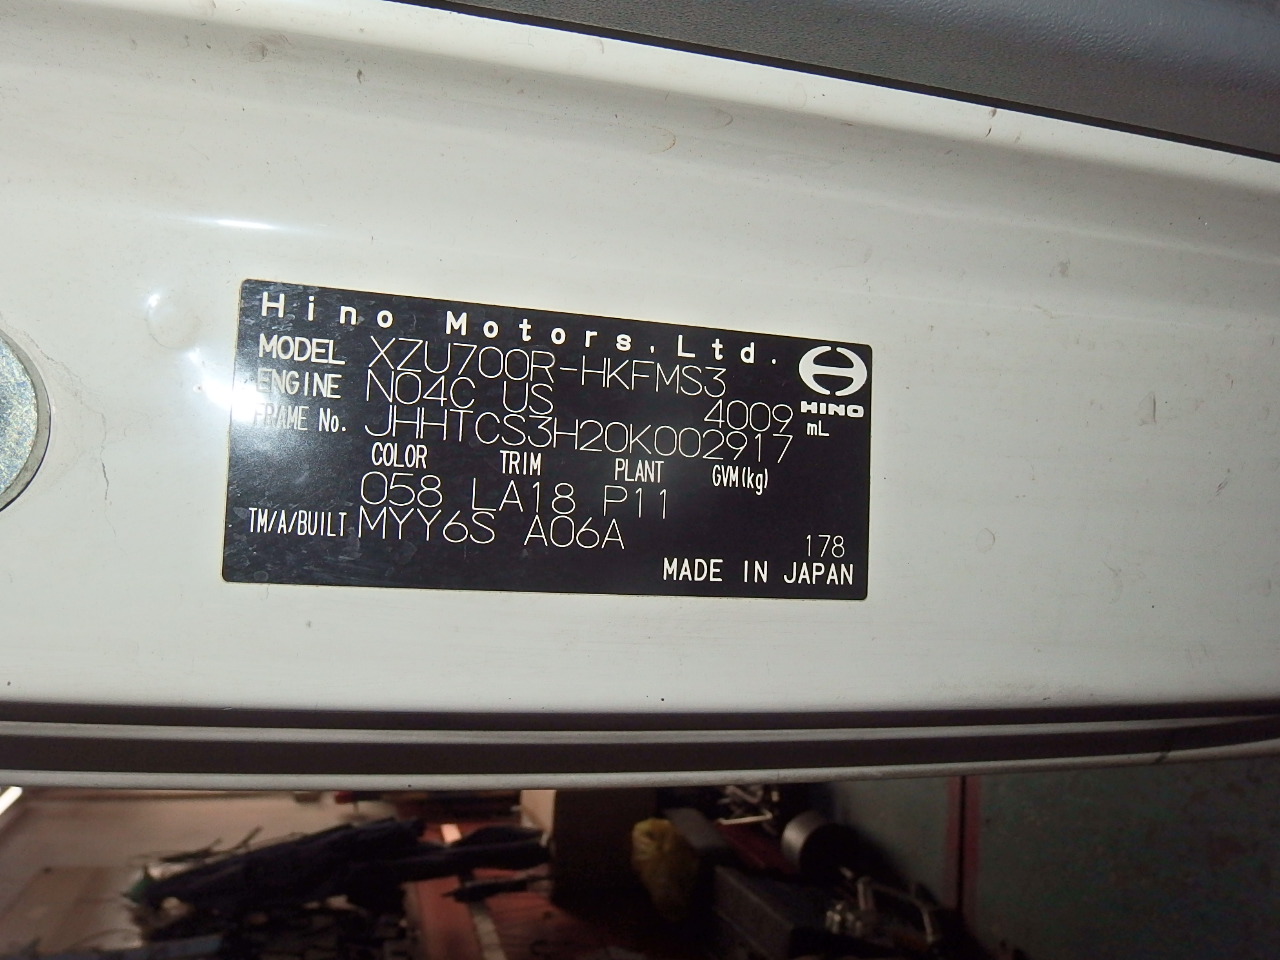 Hino Motors,Ltd.
MODEL XZU700R-HKFMS3
ENGINE N04C US 4009 mL
HINO
FRAME No. JHHTCS3H20K002917
COLOR TRIM PLANT GVM(kg)
058 LA18 P11
TM/A/BUILT MYY6S A06A
178
MADE IN JAPAN